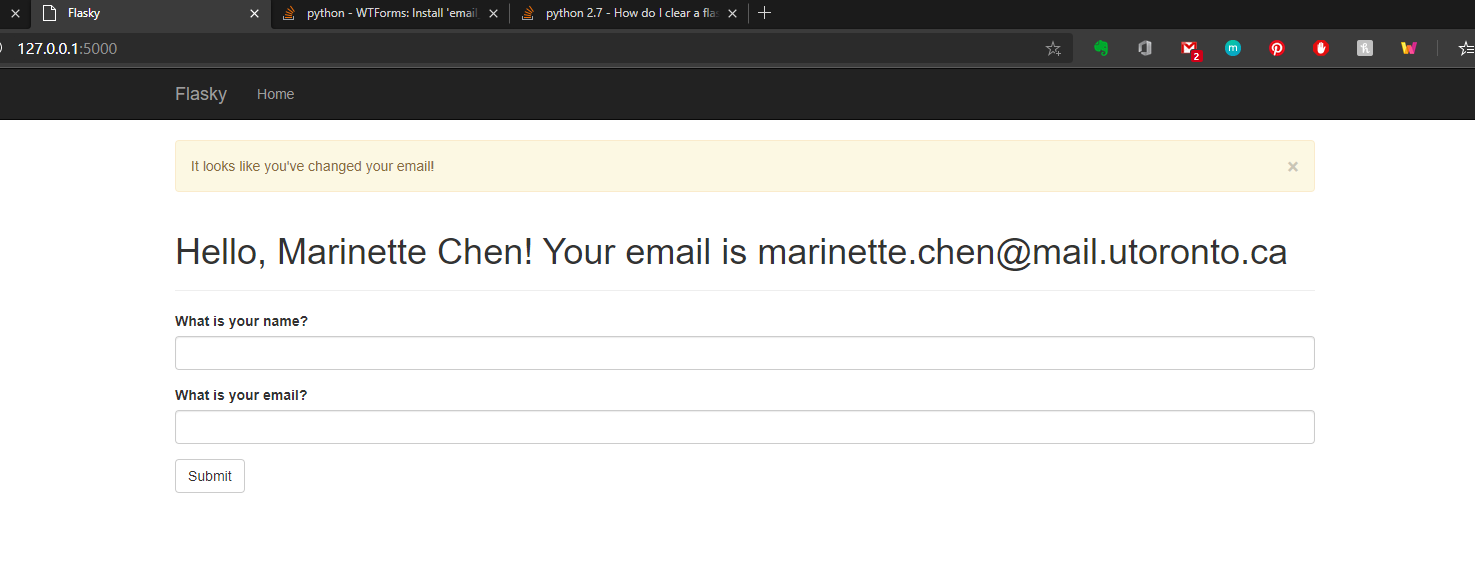 Flasky
python - WTForms: Install 'email
python 2.7 - How do I clear a flas
127.0.0.1:5000
2
m
Flasky Home
It looks like you've changed your email!
Hello, Marinette Chen! Your email is marinette.chen@mail.utoronto.ca
What is your name?
What is your email?
Submit